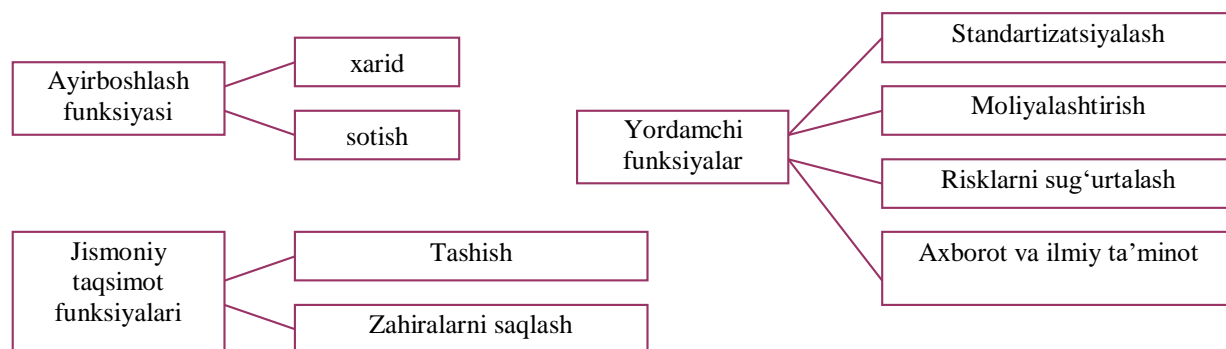 Ayirboshlash
funksiyasi
xarid
sotish
Jismoniy
taqsimot
funksiyalari
Tashish
Zahiralarni saqlash
Yordamchi
funksiyalar
Standartizatsiyalash
Moliyalashtirish
Risklarni sug‘urtalash
Axborot va ilmiy ta’minot